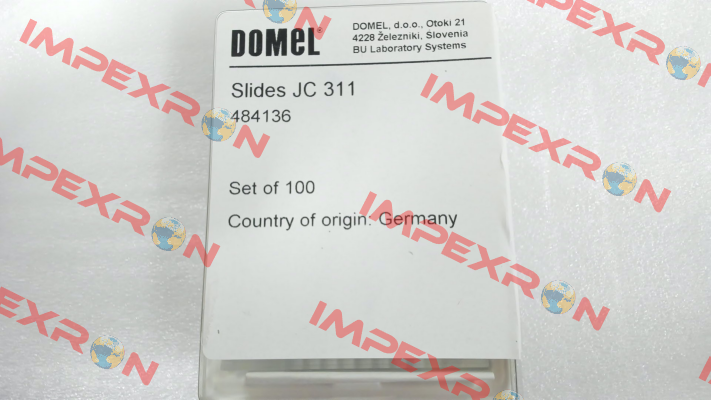 DOMEL®
DOMEL, d.o.o., Otoki 21
4228 Železniki, Slovenia
BU Laboratory Systems
Slides JC 311
484136
Set of 100
Country of origin: Germany
IMPEXRON
IMPEXRON
IMPEXRON
IMPEXRON
IMPEXRON
IMPEXRON
IMPEXRON
IMPEXRON